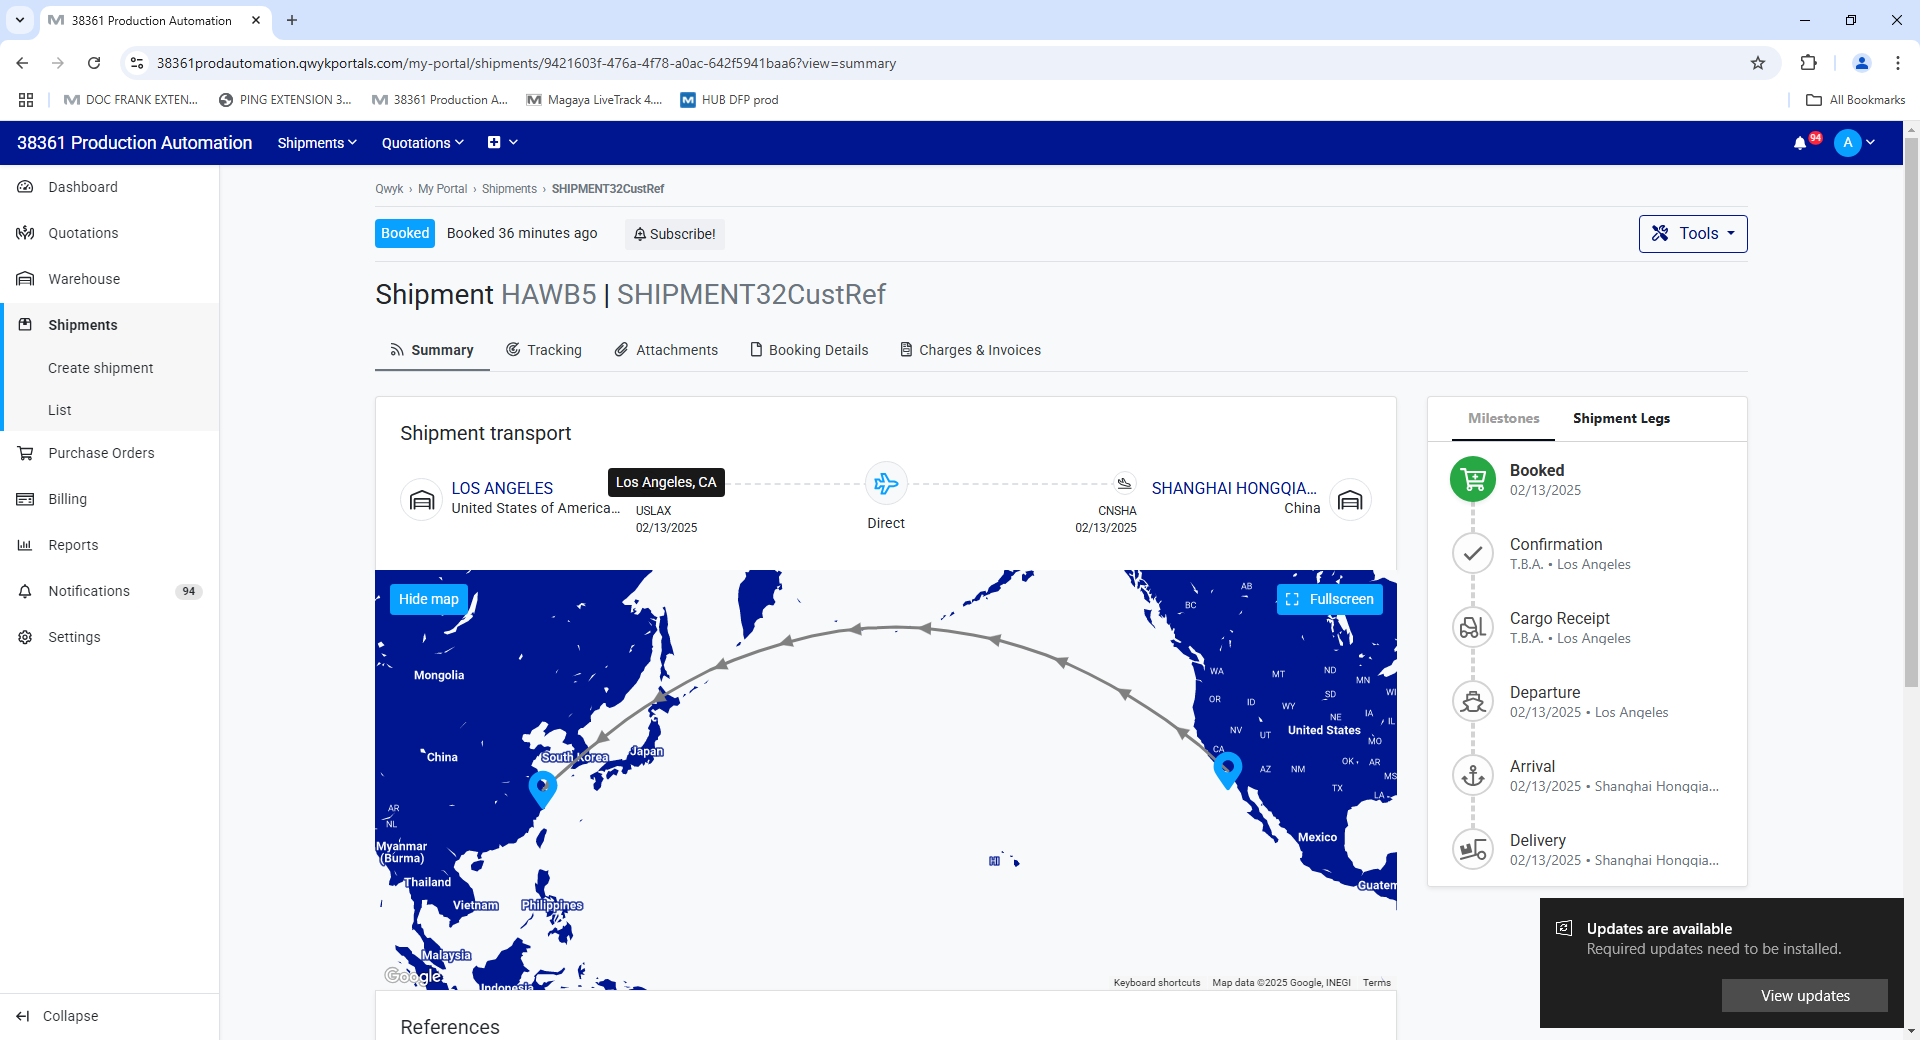 38361 Production Automation
38361prodautomation.qwykportals.com/my-portal/shipments/9421603f-476a-4f78-a0ac-642f5941baa6?view=summary
DOC FRANK EXTEN...
PING EXTENSION 3...
38361 Production A...
Magaya LiveTrack 4....
HUB DFP prod
All Bookmarks
38361 Production Automation
Shipments
Quotations
94
A
Dashboard
Quotations
Warehouse
Shipments
Create shipment
List
Purchase Orders
Billing
Reports
Notifications 94
Settings
Collapse
Qwyk › My Portal › Shipments › SHIPMENT32CustRef
Booked
Booked 36 minutes ago
Subscribe!
Tools
Shipment HAWB5 | SHIPMENT32CustRef
Summary
Tracking
Attachments
Booking Details
Charges & Invoices
Shipment transport
LOS ANGELES
United States of America...
Los Angeles, CA
USLAX
02/13/2025
Direct
CNSHA
02/13/2025
SHANGHAI HONGQIA...
China
Hide map
Fullscreen
AB
BC
Mongolia
China
South Korea
Japan
AR
NL
Myanmar
(Burma)
Thailand
Vietnam
Philippines
Malaysia
Indonesia
HI
WA
MT
ND
MN
OR
ID
SD
WI
WY
NE
IA
IL
NV
UT
United States
MO
CA
AZ
NM
OK
AR
MS
TX
LA
Mexico
Guatem
Google
Keyboard shortcuts
Map data ©2025 Google, INEGI
Terms
References
Milestones
Shipment Legs
Booked
02/13/2025
Confirmation
T.B.A. • Los Angeles
Cargo Receipt
T.B.A. • Los Angeles
Departure
02/13/2025 • Los Angeles
Arrival
02/13/2025 • Shanghai Hongqia...
Delivery
02/13/2025 • Shanghai Hongqia...
Updates are available
Required updates need to be installed.
View updates